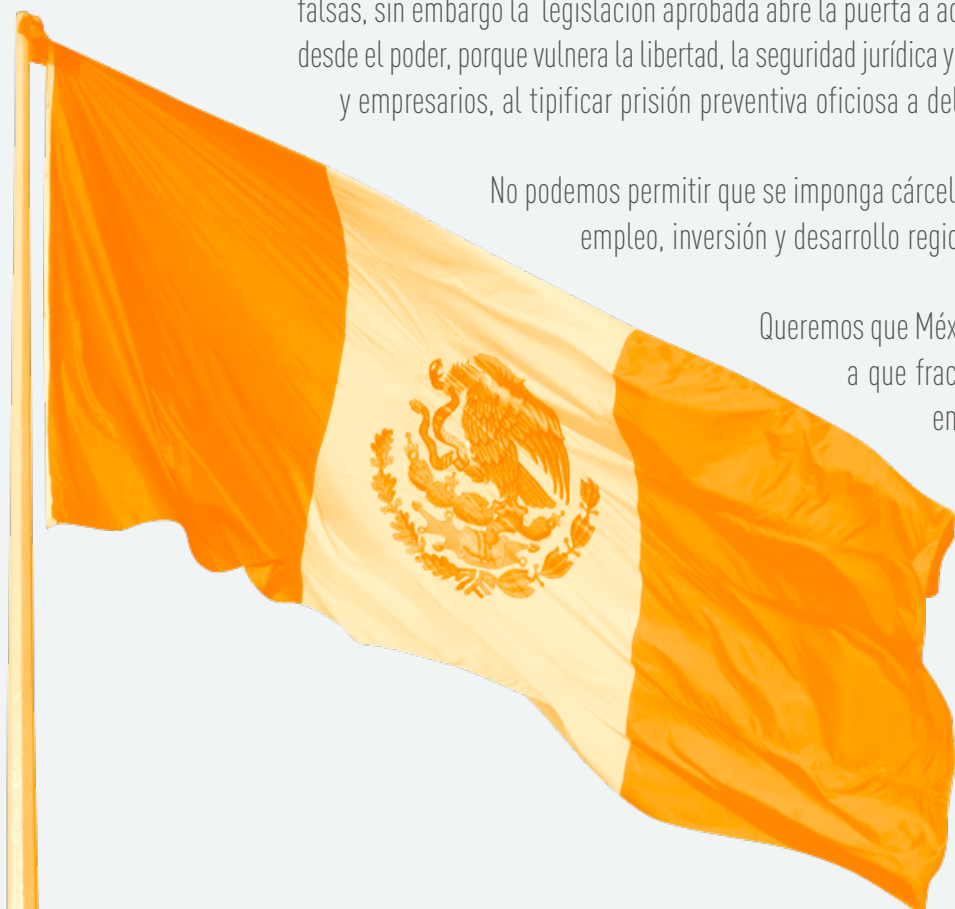 falsas, sin embargo la legislación aprobada abre la puerta a
desde el poder, porque vulnera la libertad, la seguridad jurídica y
y empresarios, al tipificar prisión preventiva oficiosa a
No podemos permitir que se imponga cárcel
empleo, inversión y desarrollo
Queremos que
a que